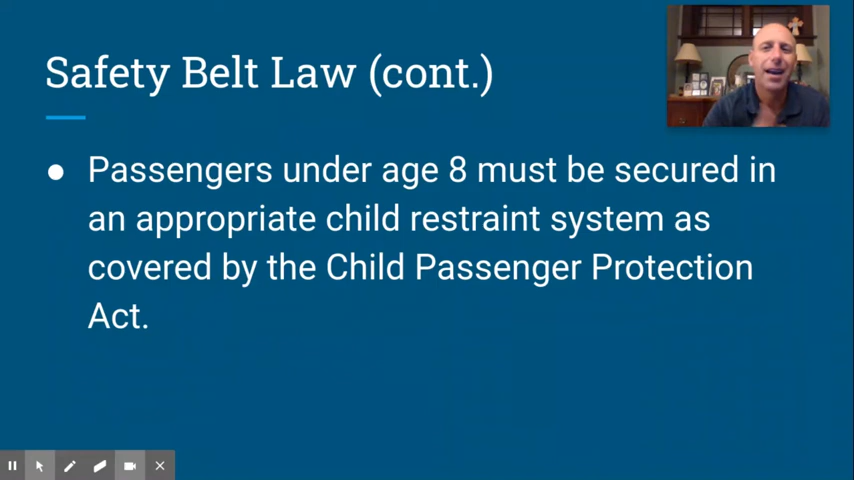 Safety Belt Law (cont.)
● Passengers under age 8 must be secured in
an appropriate child restraint system as
covered by the Child Passenger Protection
Act.